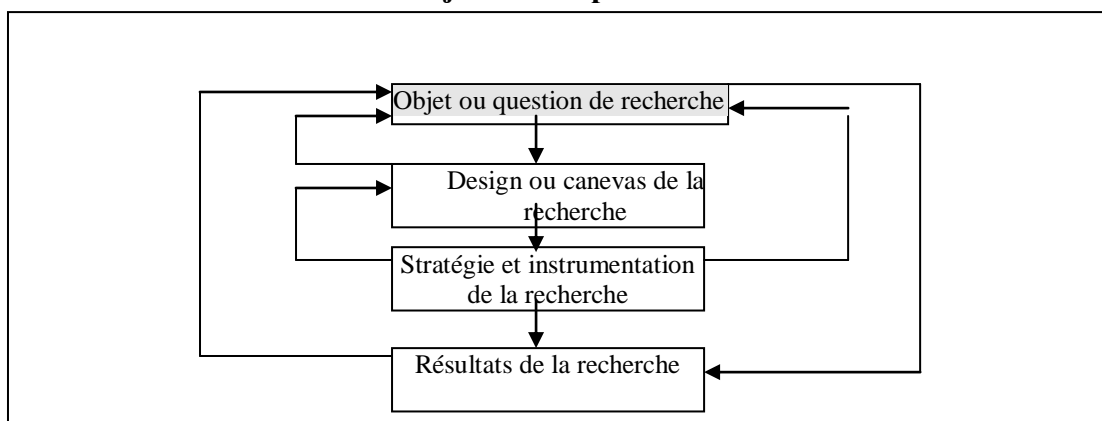 Objet ou question de recherche
Design ou canevas de la
recherche
Stratégie et instrumentation
de la recherche
Résultats de la recherche